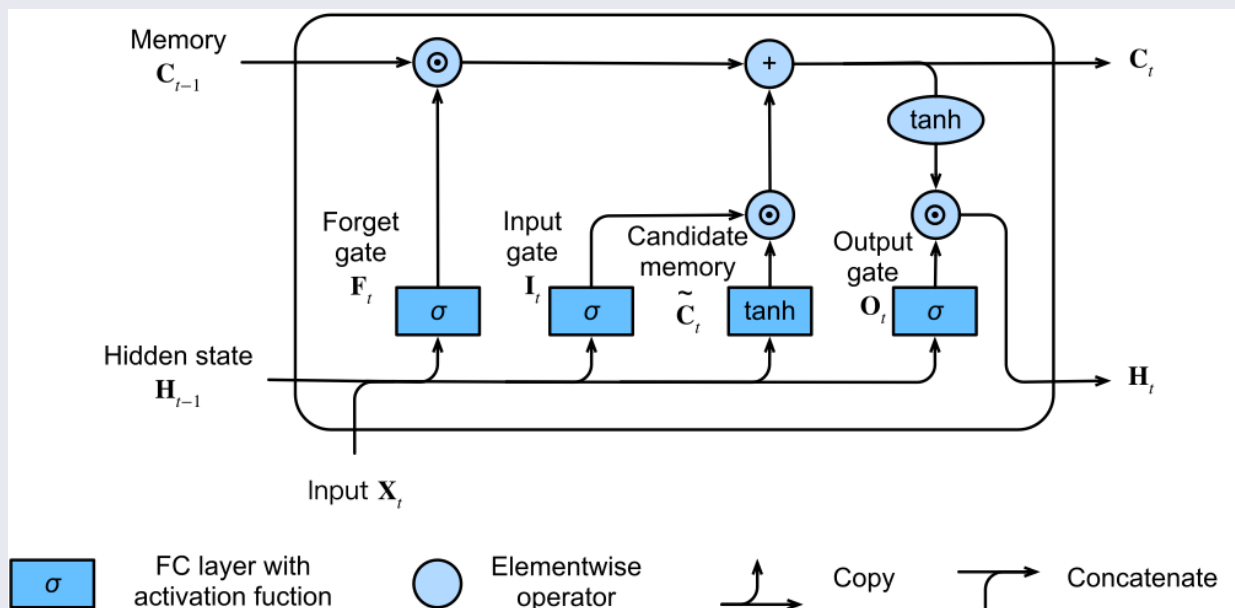 Memory
C_{t−1}
⊙
+
C_t
tanh
⊙
⊙
Forget
gate
F_t
Input
gate
I_t
Candidate
memory
C̃_t
Output
gate
O_t
σ
σ
tanh
σ
Hidden state
H_{t−1}
H_t
Input X_t
σ
FC layer with
activation fuction
Elementwise
operator
Copy
Concatenate